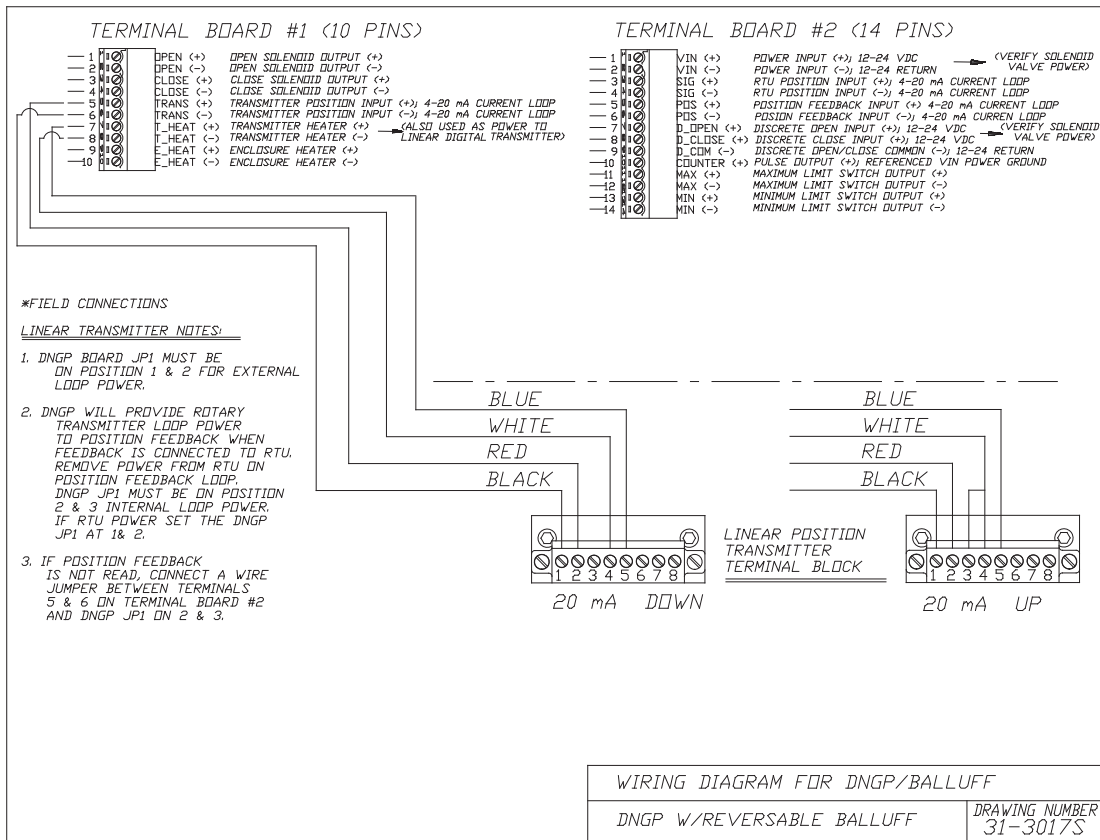 TERMINAL BOARD #1 (10 PINS)
1 OPEN (+) OPEN SOLENOID OUTPUT (+)
2 OPEN (-) OPEN SOLENOID OUTPUT (-)
3 CLOSE (+) CLOSE SOLENOID OUTPUT (+)
4 CLOSE (-) CLOSE SOLENOID OUTPUT (-)
5 TRANS (+) TRANSMITTER POSITION INPUT (+); 4-20 mA CURRENT LOOP
6 TRANS (-) TRANSMITTER POSITION INPUT (-); 4-20 mA CURRENT LOOP
7 T_HEAT (+) TRANSMITTER HEATER (+) (ALSO USED AS POWER TO
8 T_HEAT (-) TRANSMITTER HEATER (-) LINEAR DIGITAL TRANSMITTER)
9 E_HEAT (+) ENCLOSURE HEATER (+)
10 E_HEAT (-) ENCLOSURE HEATER (-)
TERMINAL BOARD #2 (14 PINS)
1 VIN (+) POWER INPUT (+); 12-24 VDC (VERIFY SOLENOID
2 VIN (-) POWER INPUT (-); 12-24 RETURN VALVE POWER)
3 SIG (+) RTU POSITION INPUT (+); 4-20 mA CURRENT LOOP
4 SIG (-) RTU POSITION INPUT (-); 4-20 mA CURRENT LOOP
5 POS (+) POSITION FEEDBACK INPUT (+) 4-20 mA CURRENT LOOP
6 POS (-) POSION FEEDBACK INPUT (-) 4-20 mA CURREN LOOP
7 D_OPEN (+) DISCRETE OPEN INPUT (+); 12-24 VDC (VERIFY SOLENOID
8 D_CLOSE (+) DISCRETE CLOSE INPUT (+); 12-24 VDC VALVE POWER)
9 D_COM (-) DISCRETE OPEN/CLOSE COMMON (-); 12-24 RETURN
10 COUNTER (+) PULSE OUTPUT (+); REFERENCED VIN POWER GROUND
11 MAX (+) MAXIMUM LIMIT SWITCH OUTPUT (+)
12 MAX (-) MAXIMUM LIMIT SWITCH OUTPUT (-)
13 MIN (+) MINIMUM LIMIT SWITCH OUTPUT (+)
14 MIN (-) MINIMUM LIMIT SWITCH OUTPUT (-)
*FIELD CONNECTIONS
LINEAR TRANSMITTER NOTES:
1. DNGP BOARD JP1 MUST BE
ON POSITION 1 & 2 FOR EXTERNAL
LOOP POWER.
2. DNGP WILL PROVIDE ROTARY
TRANSMITTER LOOP POWER
TO POSITION FEEDBACK WHEN
FEEDBACK IS CONNECTED TO RTU.
REMOVE POWER FROM RTU ON
POSITION FEEDBACK LOOP.
DNGP JP1 MUST BE ON POSITION
2 & 3 INTERNAL LOOP POWER.
IF RTU POWER SET THE DNGP
JP1 AT 1& 2.
3. IF POSITION FEEDBACK
IS NOT READ, CONNECT A WIRE
JUMPER BETWEEN TERMINALS
5 & 6 ON TERMINAL BOARD #2
AND DNGP JP1 ON 2 & 3.
BLUE
WHITE
RED
BLACK
1 2 3 4 5 6 7 8
20 mA DOWN
LINEAR POSITION
TRANSMITTER
TERMINAL BLOCK
BLUE
WHITE
RED
BLACK
1 2 3 4 5 6 7 8
20 mA UP
WIRING DIAGRAM FOR DNGP/BALLUFF
DNGP W/REVERSABLE BALLUFF
DRAWING NUMBER
31-3017S